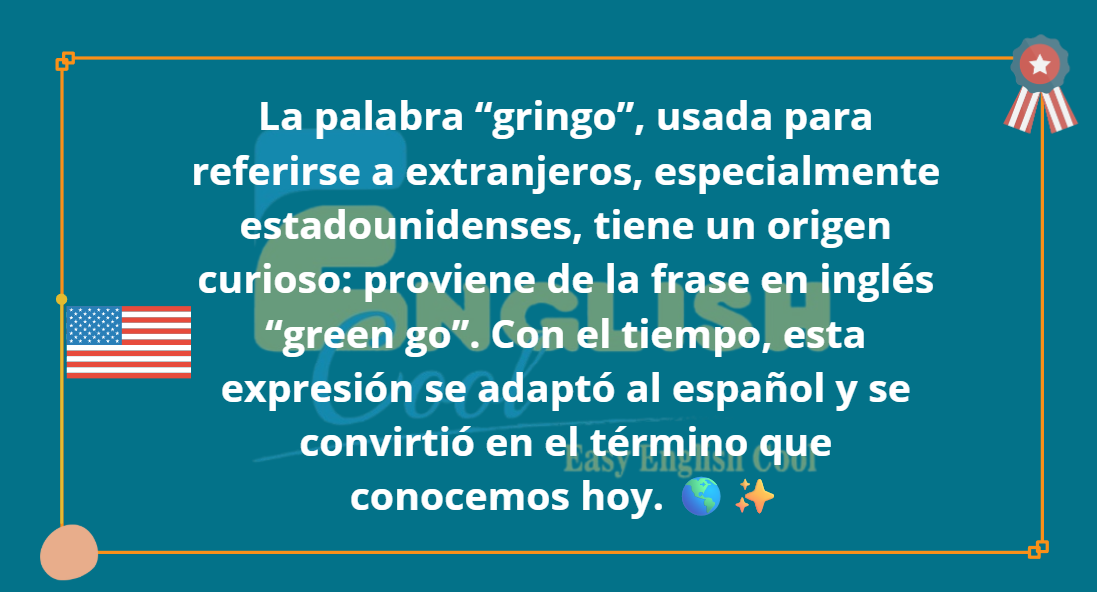 La palabra “gringo”, usada para
referirse a extranjeros, especialmente
estadounidenses, tiene un origen
curioso: proviene de la frase en inglés
“green go”. Con el tiempo, esta
expresión se adaptó al español y se
convirtió en el término que
conocemos hoy. 🌎 ✨
English
Cool
Easy English Cool